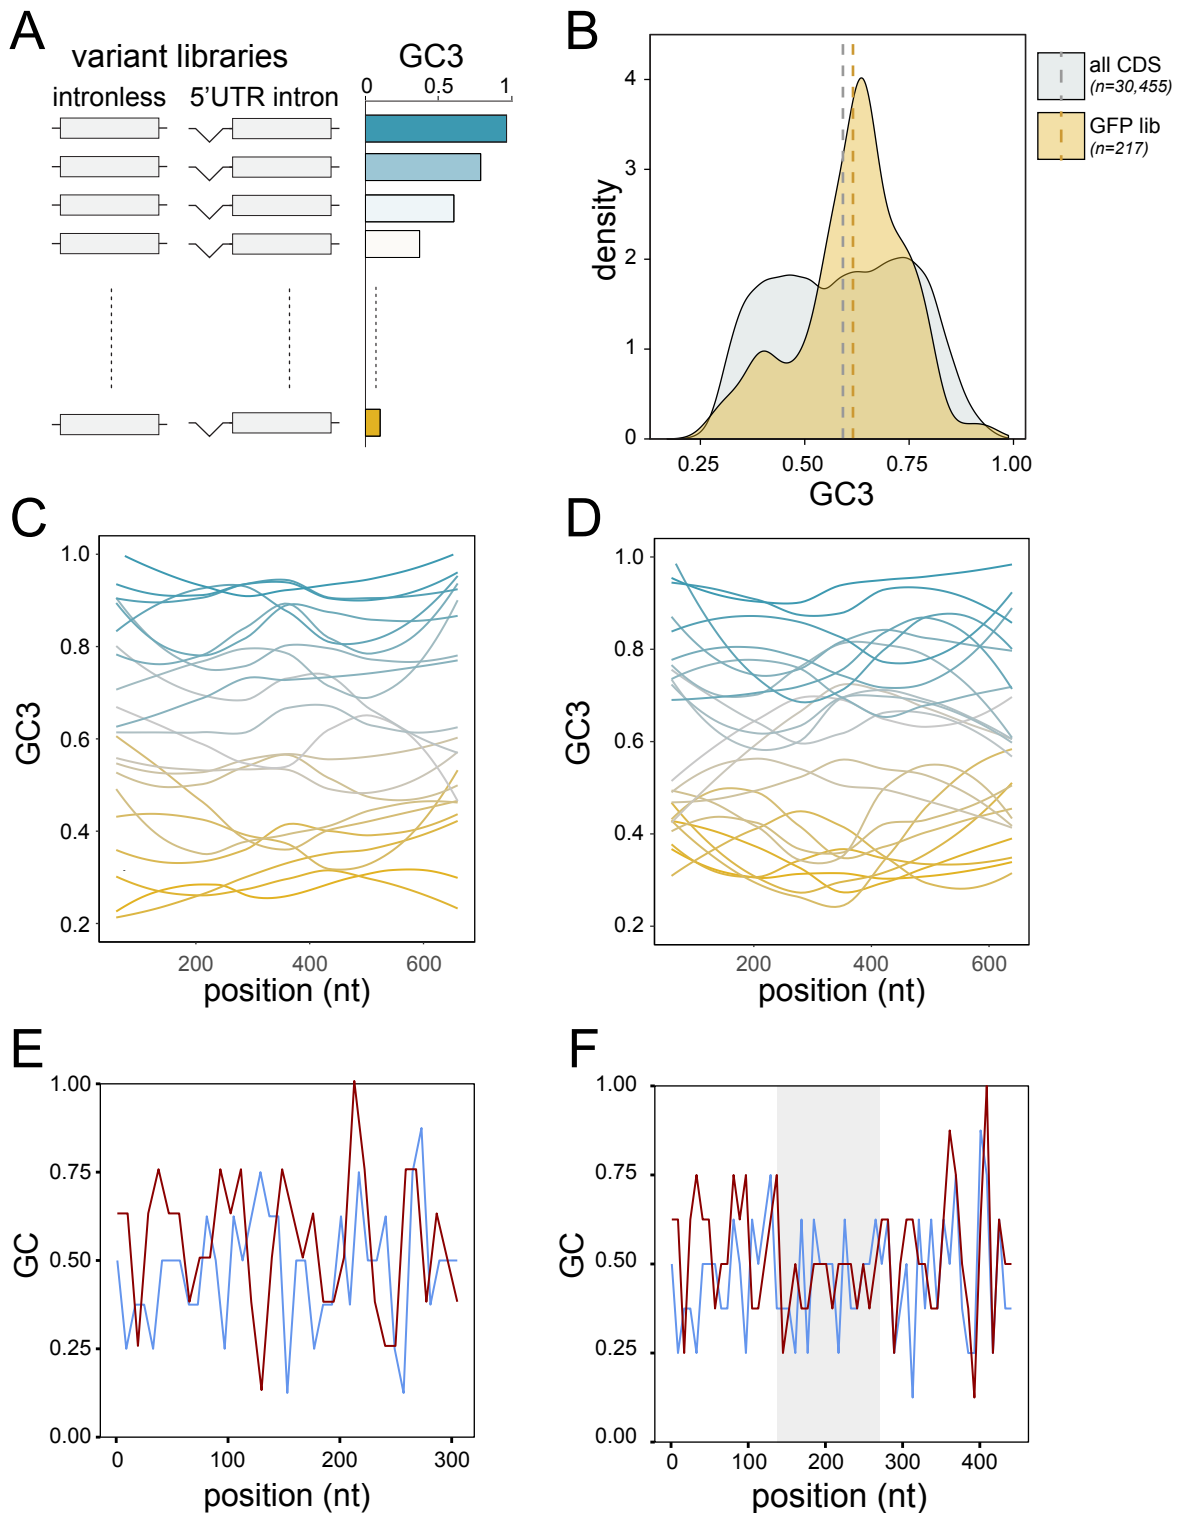 A
variant libraries
GC3
intronless
5'UTR intron
0
0.5
1
B
4
3
2
1
0
density
0.25
0.50
0.75
1.00
GC3
all CDS
(n=30,455)
GFP lib
(n=217)
C
1.0
0.8
0.6
0.4
0.2
GC3
200
400
600
position (nt)
D
1.0
0.8
0.6
0.4
0.2
GC3
200
400
600
position (nt)
E
1.00
0.75
0.50
0.25
0.00
GC
0
100
200
300
position (nt)
F
1.00
0.75
0.50
0.25
0.00
GC
0
100
200
300
400
position (nt)